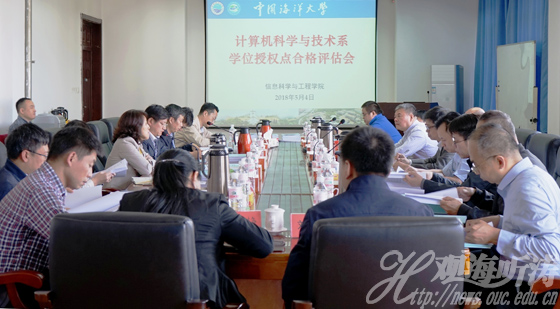 中国海洋大学
计算机科学与技术系
学位授权点合格评估会
信息科学与工程学院
2018年5月4日
观海听涛
Http://news.ouc.edu.cn